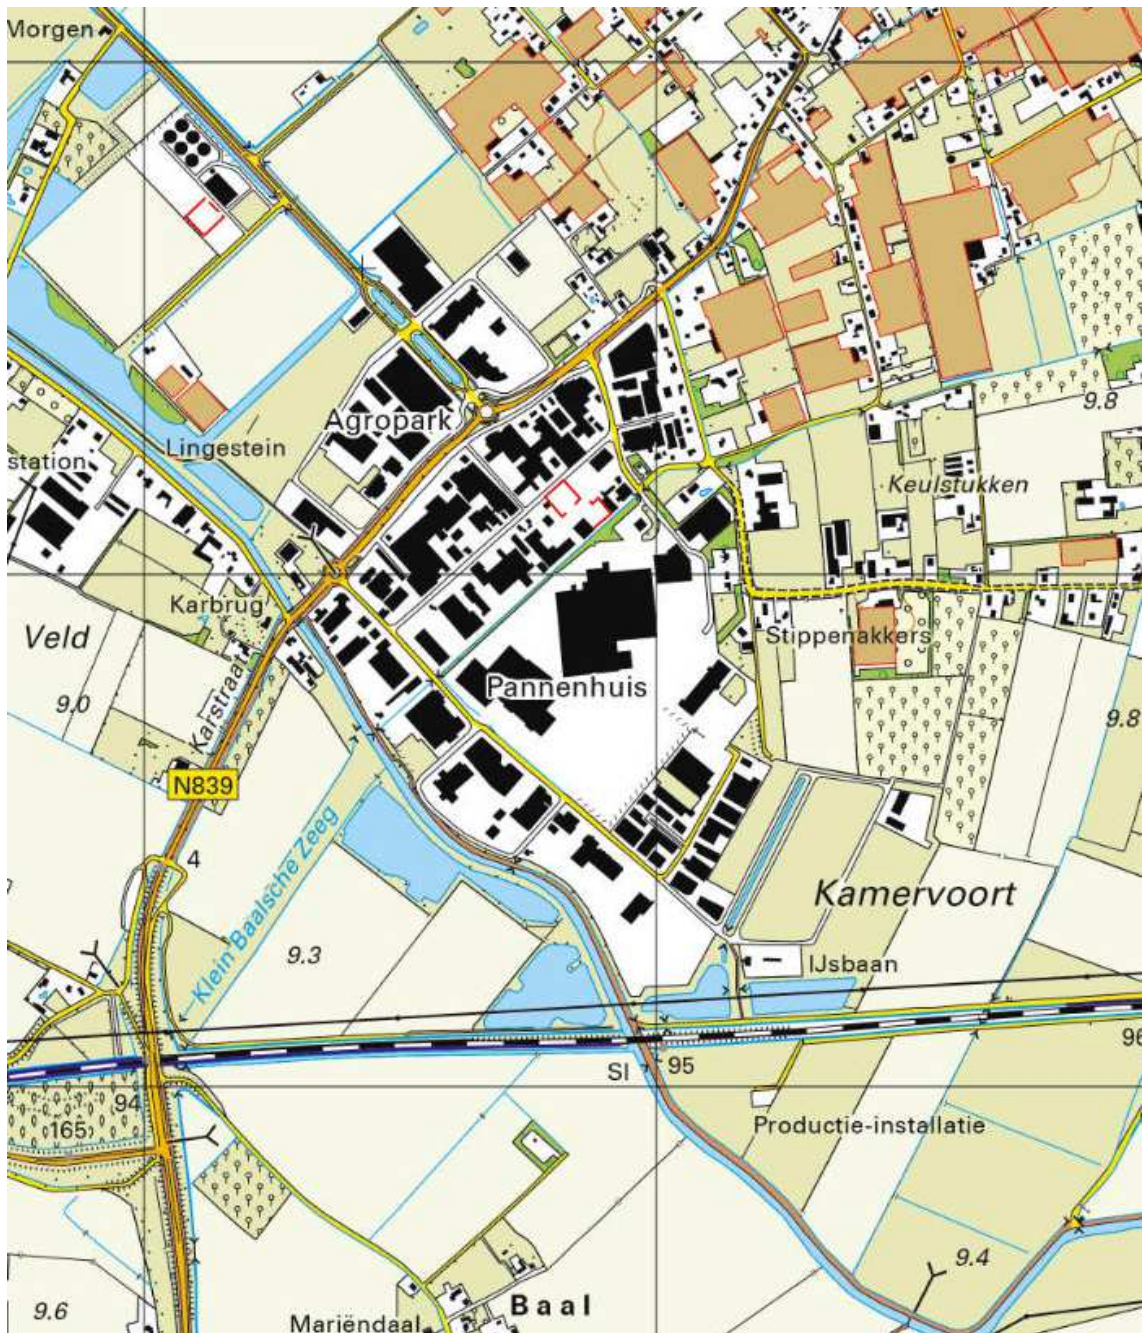 Morgen
Agropark
9.8
Lingestein
station
Keulstukken
Karbrug
Veld
Stippenakkers
Karstraat
Pannenhuis
9.0
9.8
N839
Klein Baalsche Zeeg
4
Kamervoort
9.3
IJsbaan
96
95
Sl
94
165
Productie-installatie
9.4
9.6
Baal
Mariëndaal